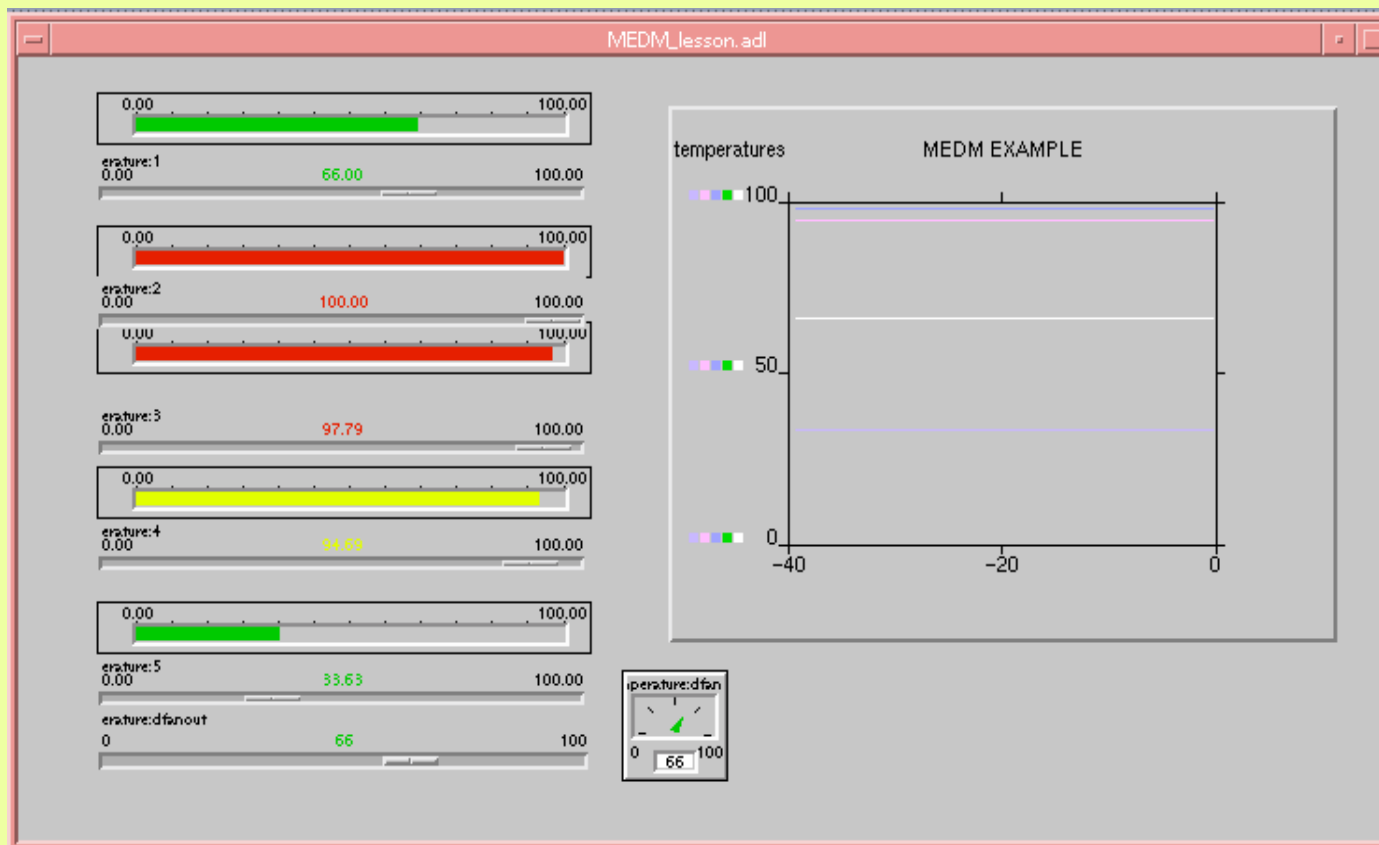 MEDM_lesson.adl
0.00 100.00
erature:1
0.00 66.00 100.00
0.00 100.00
erature:2
0.00 100.00 100.00
0.00 100.00
erature:3
0.00 97.79 100.00
0.00 100.00
erature:4
0.00 94.69 100.00
0.00 100.00
erature:5
0.00 33.63 100.00
erature:dfanout
0 66 100
temperatures MEDM EXAMPLE
100
50
0
-40 -20 0
perature:dfan
0 66 100